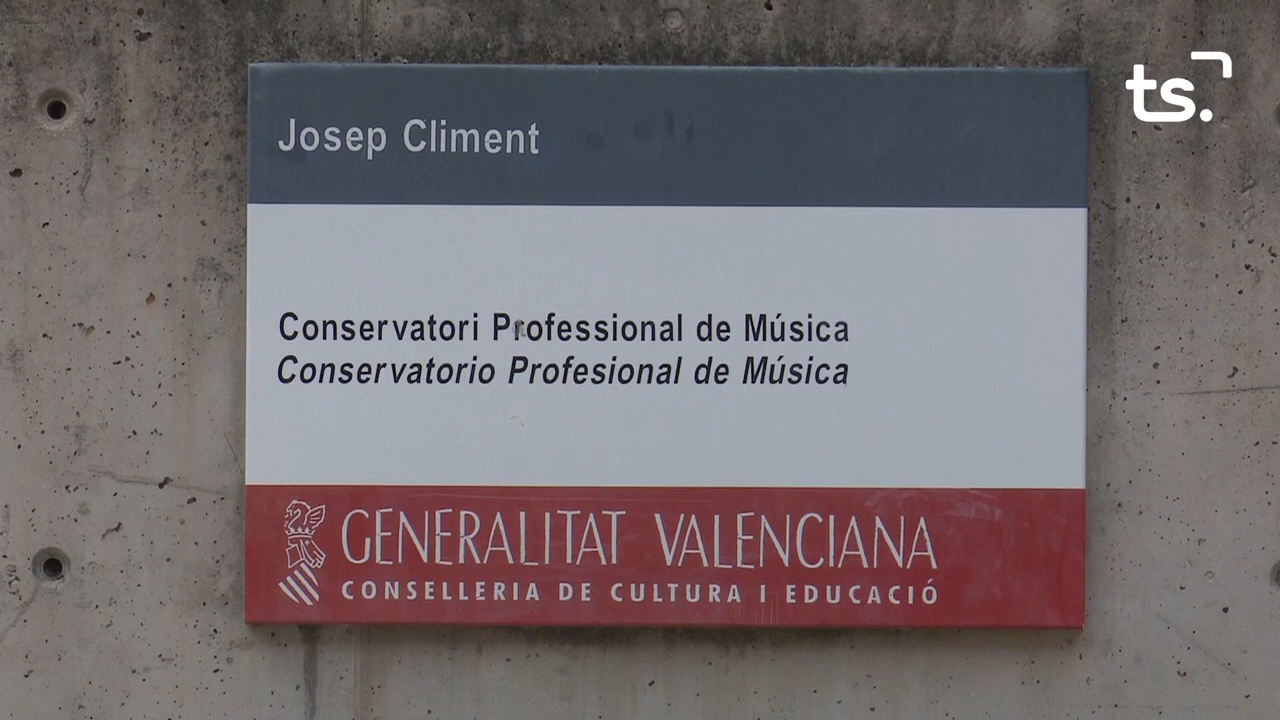 ts.
Josep Climent
Conservatori Professional de Música
Conservatorio Profesional de Música
GENERALITAT VALENCIANA
CONSELLERIA DE CULTURA I EDUCACIÓ